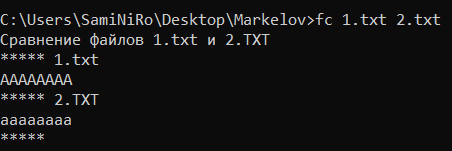 C:\Users\SamiNiRo\Desktop\Markelov>fc 1.txt 2.txt
Сравнение файлов 1.txt и 2.TXT
***** 1.txt
AAAAAAAA
***** 2.TXT
aaaaaaaa
*****